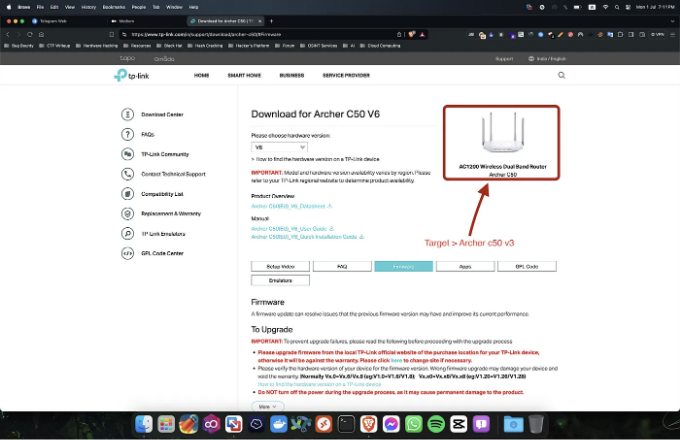 Brave File Edit View History Bookmarks People Tab Window Help
Mon 1 Jul 7:11 PM
Telegram Web
Medium
Download for Archer C50 | T
https://www.tp-link.com/in/support/download/archer-c50/#Firmware
VPN
Bug Bounty
CTF Writeup
Hardware Hacking
Resources
Slack Hat
Hash Cracking
Hacker's Platform
Forum
OSINT Services
AI
Cloud Computing
tapo
Omada
Support
India / English
tp-link
HOME
SMART HOME
BUSINESS
SERVICE PROVIDER
Download Center
FAQs
TP-Link Community
Contact Technical Support
Compatibility List
Replacement & Warranty
TP Link Emulators
GPL Code Center
Download for Archer C50 V6
Please choose hardware version:
V6
> How to find the hardware version on a TP-Link device
IMPORTANT: Model and hardware version availability varies by region. Please
refer to your TP-Link regional website to determine product availability.
Product Overview
Archer C50(EU)_V6_Datasheet
Manual
Archer C50(EU)_V6_User Guide
Archer C50(EU)_V6_Quick Installation Guide
AC1200 Wireless Dual Band Router
Archer C50
Target > Archer c50 v3
Setup Video
FAQ
Firmware
Apps
GPL Code
Emulators
Firmware
A firmware update can resolve issues that the previous firmware version may have and improve its current performance.
To Upgrade
IMPORTANT: To prevent upgrade failures, please read the following before proceeding with the upgrade process
• Please upgrade firmware from the local TP-Link official website of the purchase location for your TP-Link device,
otherwise it will be against the warranty. Please click here to change site if necessary.
• Please verify the hardware version of your device for the firmware version. Wrong firmware upgrade may damage your device and
void the warranty. (Normally Vx.0=Vx.6/Vx.8 (eg:V1.0=V1.6/V1.8) Vx.x0=Vx.x6/Vx.x8 (eg:V1.20=V1.26/V1.28)
How to find the hardware version on a TP-Link device
• Do NOT turn off the power during the upgrade process, as it may cause permanent damage to the product.
More